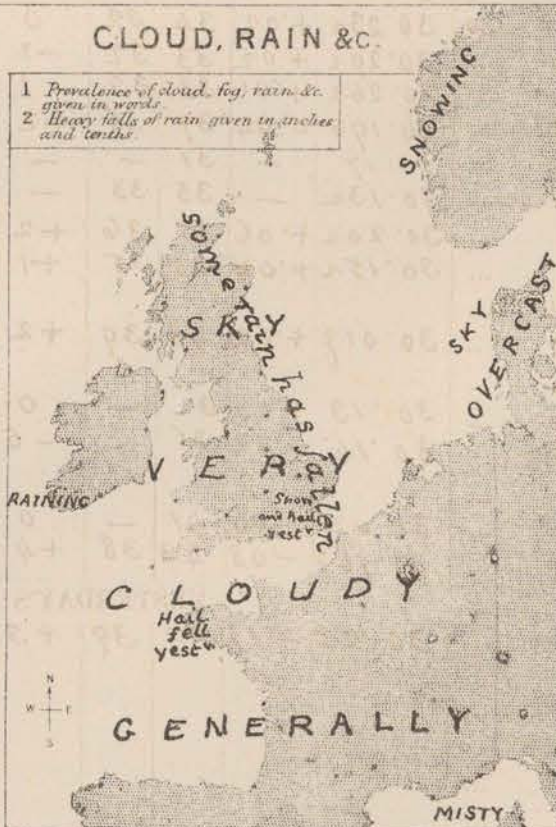 CLOUD, RAIN &c.
1 Prevalence of cloud, fog, rain &c.
given in words.
2 Heavy falls of rain given in inches
and tenths.
SNOWING
some rain has fallen
SKY
SKY
OVERCAST
VERY
RAINING
Snow
and hail
yestʸ
CLOUDY
Hail
fell
yestʸ
N
W E
S
GENERALLY
MISTY